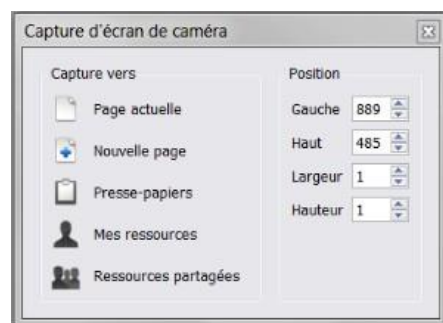 Capture d'écran de caméra
Capture vers
Page actuelle
Nouvelle page
Presse-papiers
Mes ressources
Ressources partagées
Position
Gauche 889
Haut 485
Largeur 1
Hauteur 1